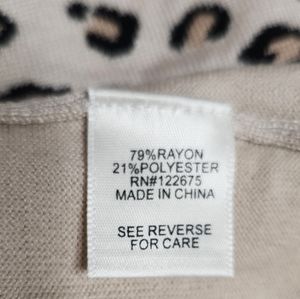 79%RAYON
21%POLYESTER
RN#122675
MADE IN CHINA
SEE REVERSE
FOR CARE